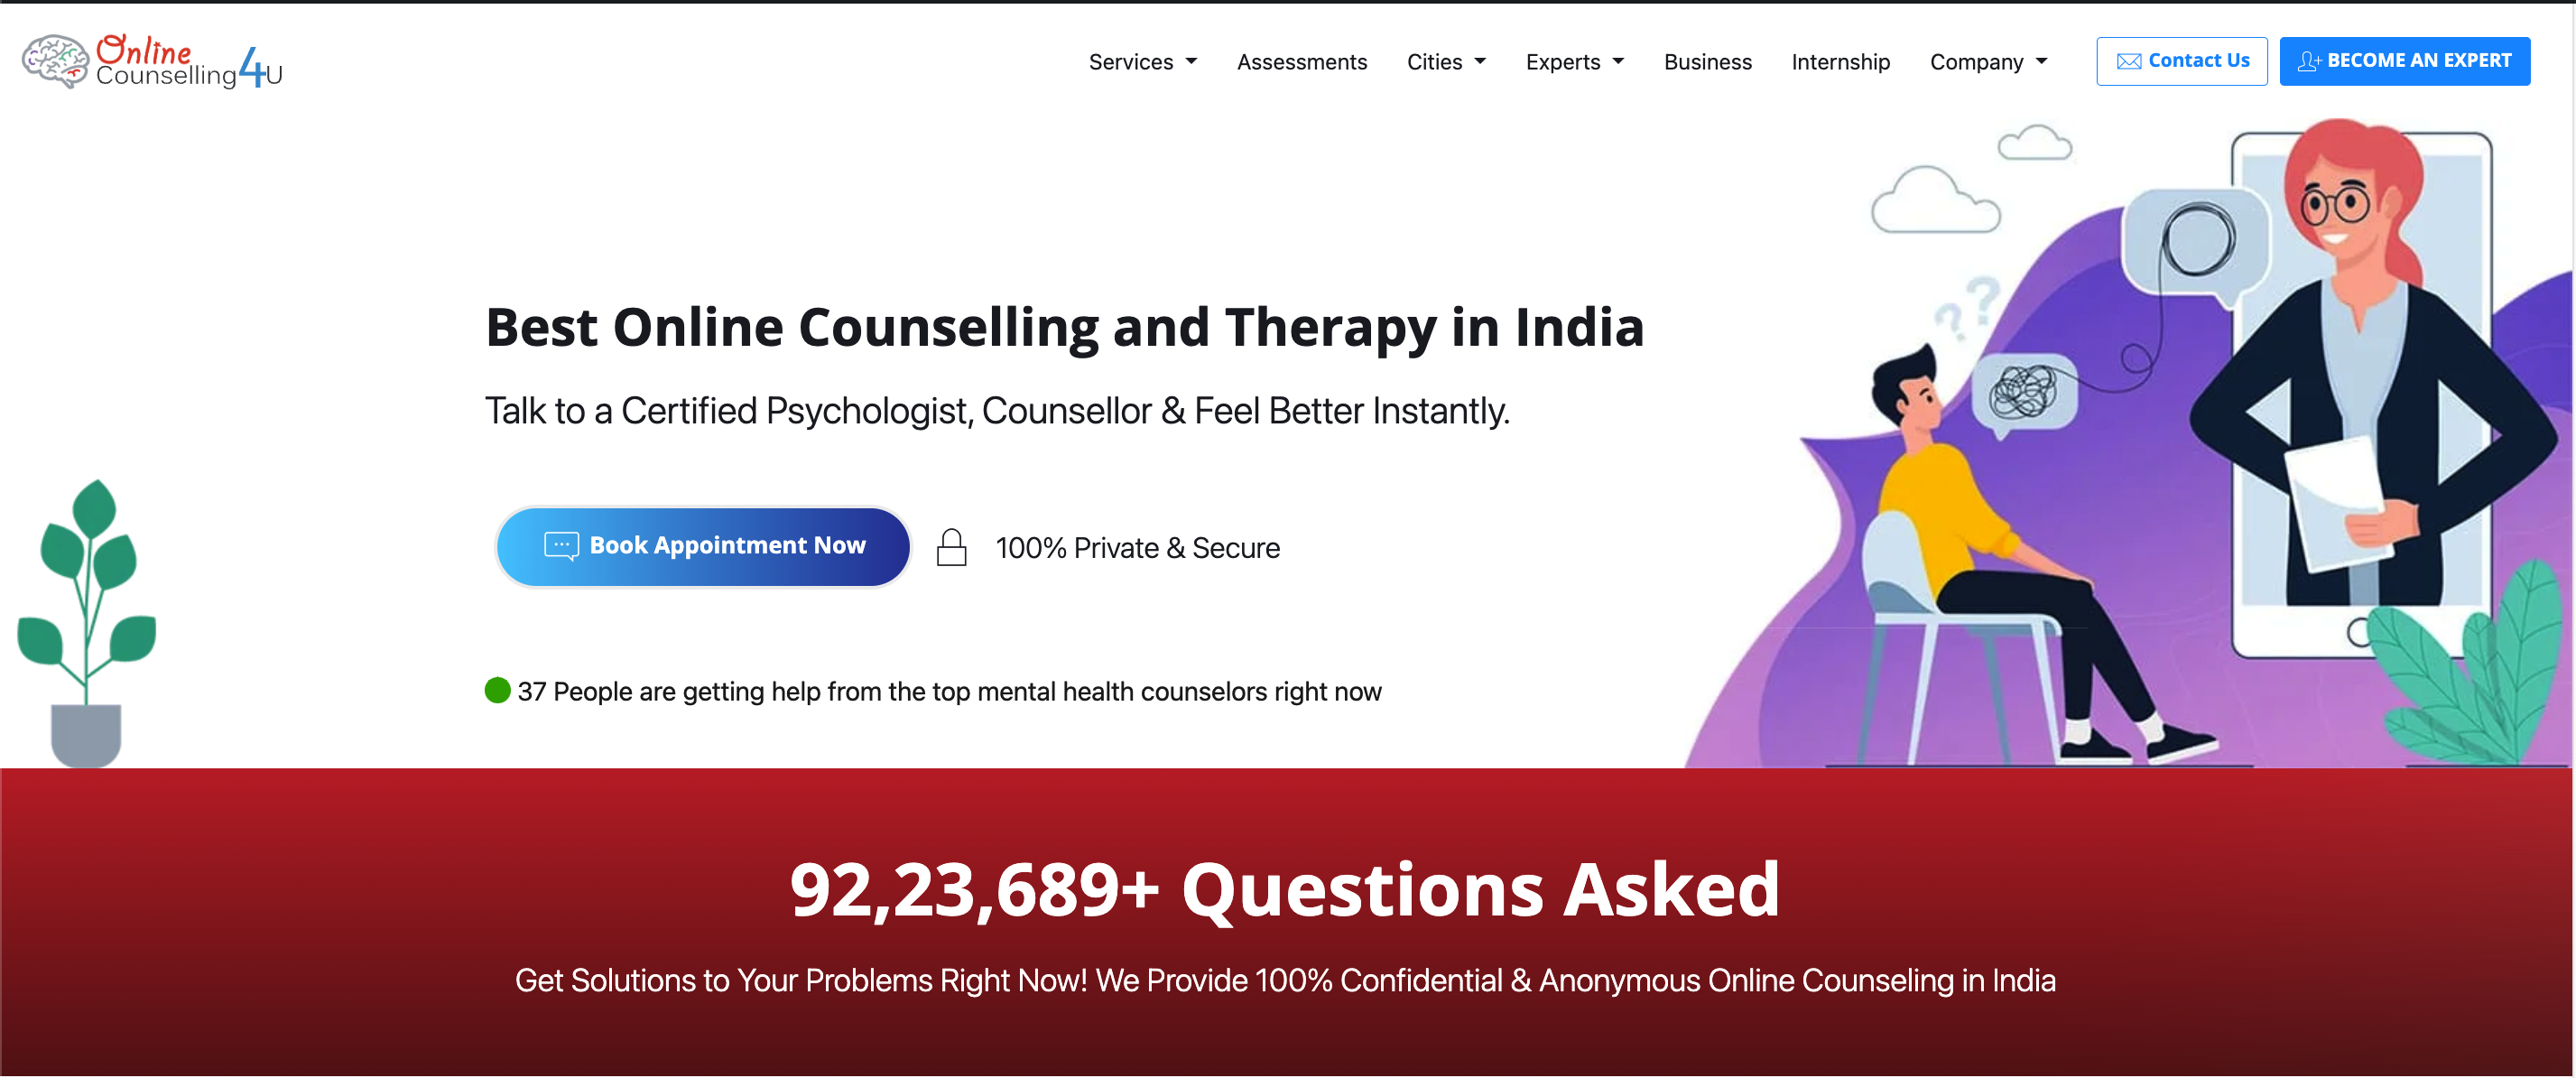 Online
Counselling4U
Services
Assessments
Cities
Experts
Business
Internship
Company
Contact Us
BECOME AN EXPERT
??
Best Online Counselling and Therapy in India
Talk to a Certified Psychologist, Counsellor & Feel Better Instantly.
Book Appointment Now
100% Private & Secure
37 People are getting help from the top mental health counselors right now
92,23,689+ Questions Asked
Get Solutions to Your Problems Right Now! We Provide 100% Confidential & Anonymous Online Counseling in India